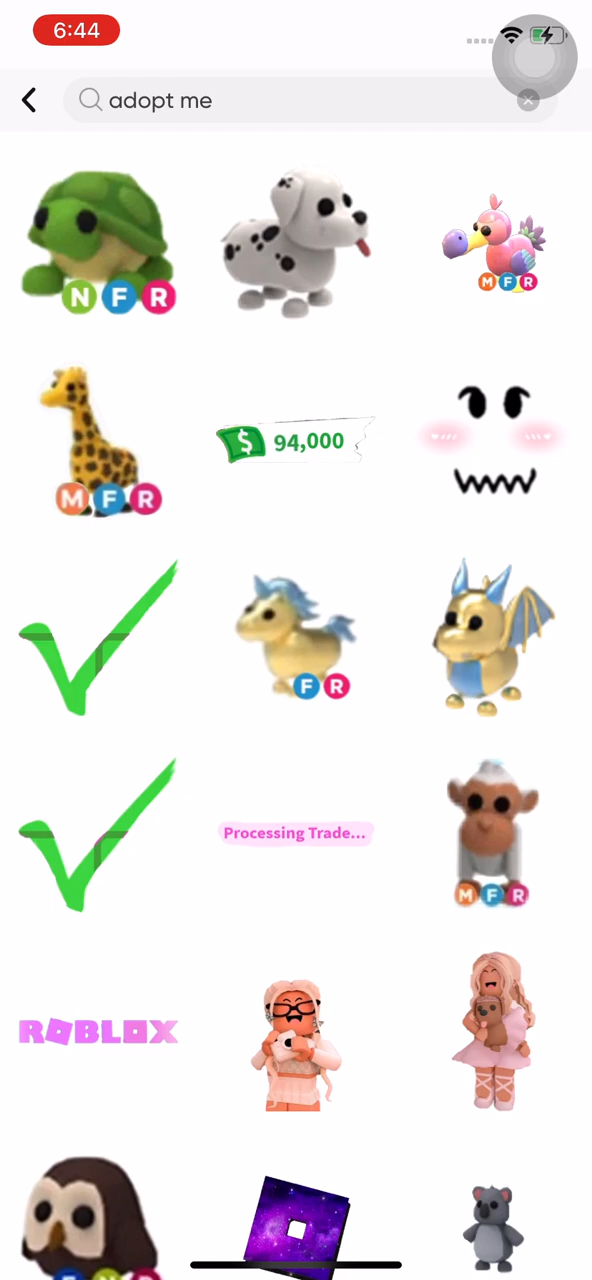 6:44
adopt me
N F R
M F R
M F R
$ 94,000
F R
Processing Trade...
M F R
ROBLOX
F N R